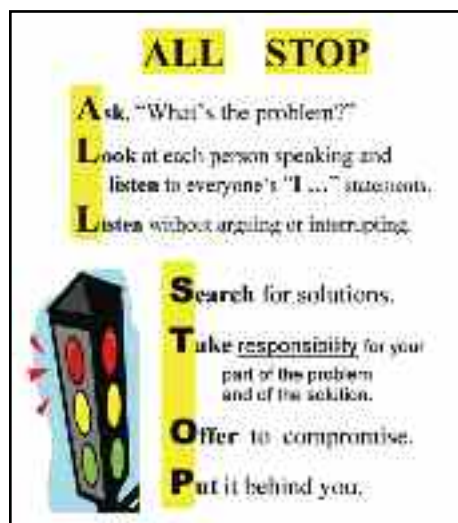 ALL STOP
Ask, "What's the problem?"
Look at each person speaking and
listen to everyone's "I ..." statements.
Listen without arguing or interrupting.
Search for solutions.
Take responsibility for your
part of the problem
and of the solution.
Offer to compromise.
Put it behind you.